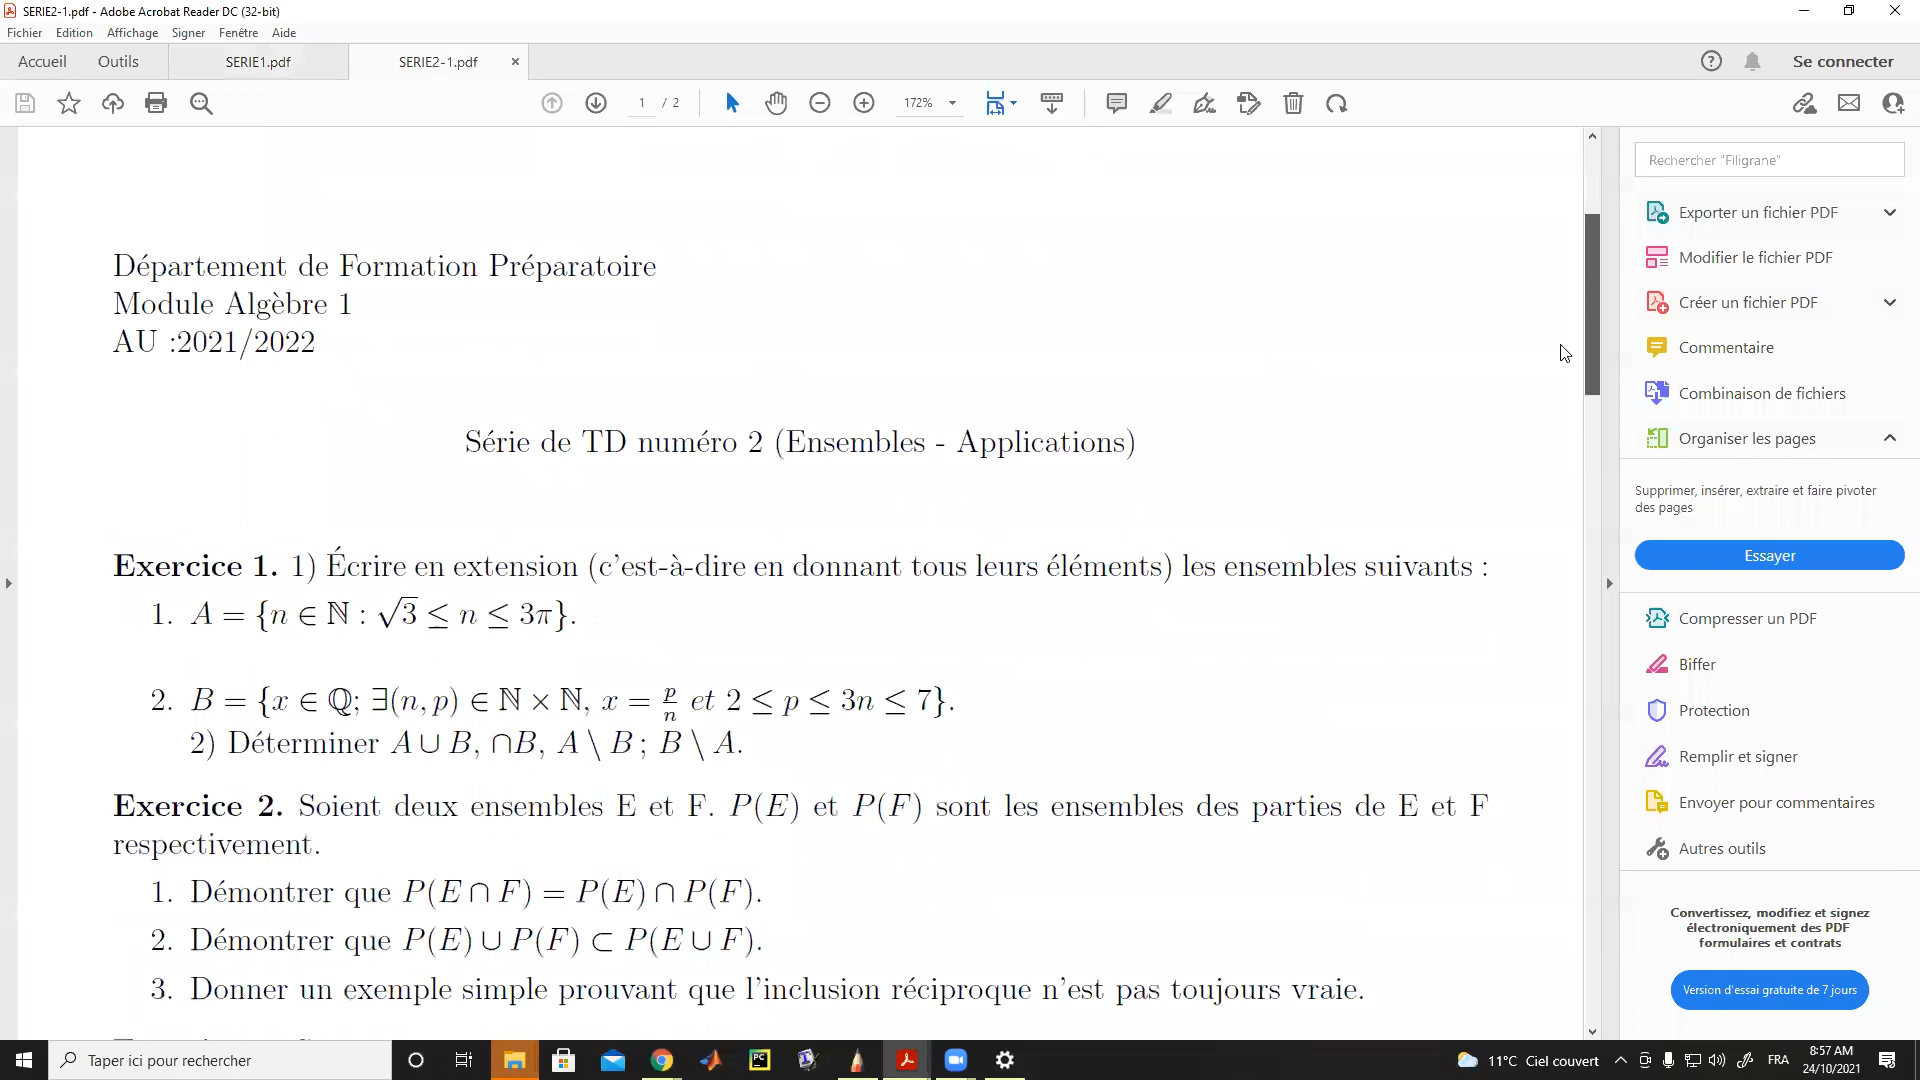 SERIE2-1.pdf - Adobe Acrobat Reader DC (32-bit)
Fichier Edition Affichage Signer Fenêtre Aide
Accueil Outils SERIE1.pdf SERIE2-1.pdf × Se connecter
1 / 2 172%
Rechercher "Filigrane"
Exporter un fichier PDF
Modifier le fichier PDF
Créer un fichier PDF
Commentaire
Combinaison de fichiers
Organiser les pages
Supprimer, insérer, extraire et faire pivoter
des pages
Essayer
Compresser un PDF
Biffer
Protection
Remplir et signer
Envoyer pour commentaires
Autres outils
Convertissez, modifiez et signez
électroniquement des PDF
formulaires et contrats
Version d'essai gratuite de 7 jours
Département de Formation Préparatoire
Module Algèbre 1
AU :2021/2022
Série de TD numéro 2 (Ensembles - Applications)
Exercice 1. 1) Écrire en extension (c'est-à-dire en donnant tous leurs éléments) les ensembles suivants :
1. A = {n ∈ ℕ : √3 ≤ n ≤ 3π}.
2. B = {x ∈ ℚ; ∃(n, p) ∈ ℕ × ℕ, x = p/n et 2 ≤ p ≤ 3n ≤ 7}.
2) Déterminer A ∪ B, ∩B, A \ B ; B \ A.
Exercice 2. Soient deux ensembles E et F. P(E) et P(F) sont les ensembles des parties de E et F
respectivement.
1. Démontrer que P(E ∩ F) = P(E) ∩ P(F).
2. Démontrer que P(E) ∪ P(F) ⊂ P(E ∪ F).
3. Donner un exemple simple prouvant que l'inclusion réciproque n'est pas toujours vraie.
Taper ici pour rechercher
PC
11°C Ciel couvert
FRA
8:57 AM
24/10/2021